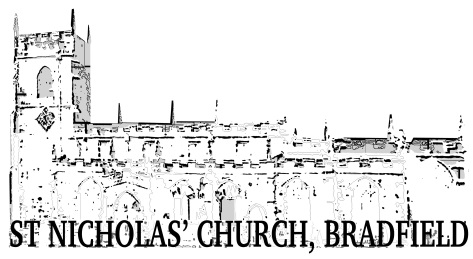 ST NICHOLAS’ CHURCH, BRADFIELD